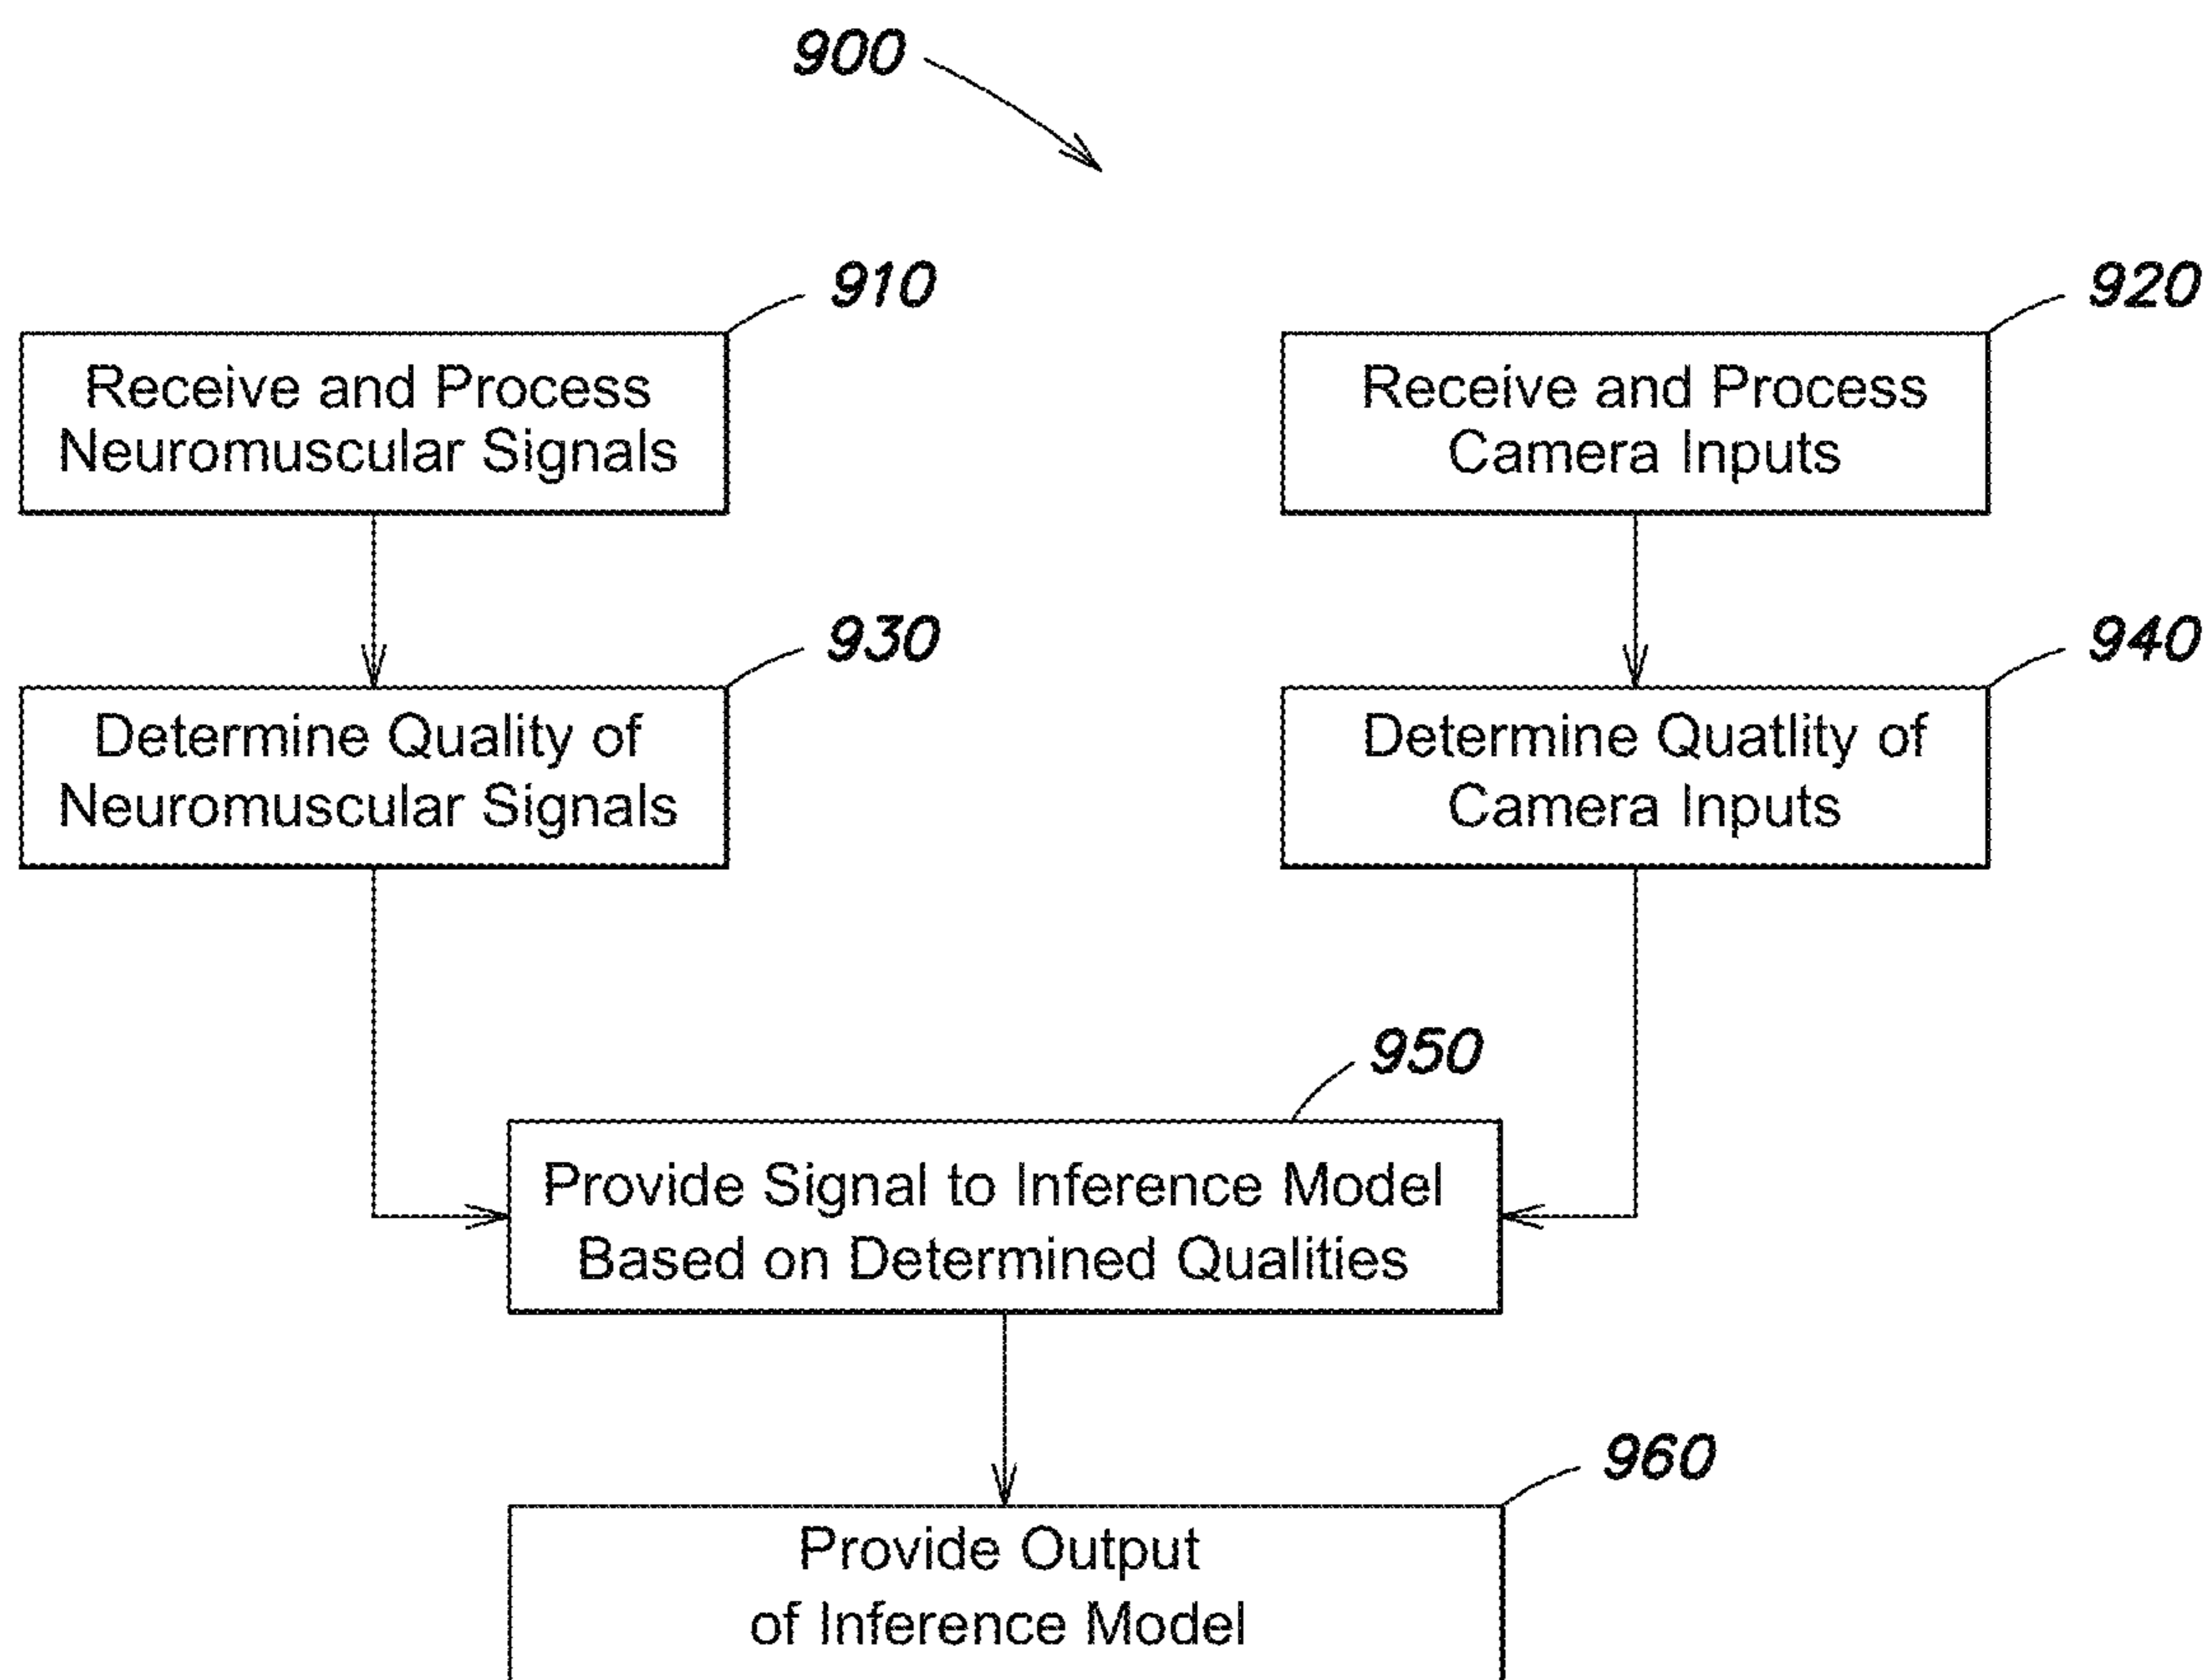 900
910
920
Receive and Process
Neuromuscular Signals
Receive and Process
Camera Inputs
930
940
Determine Quality of
Neuromuscular Signals
Determine Quatlity of
Camera Inputs
950
Provide Signal to Inference Model
Based on Determined Qualities
960
Provide Output
of Inference Model